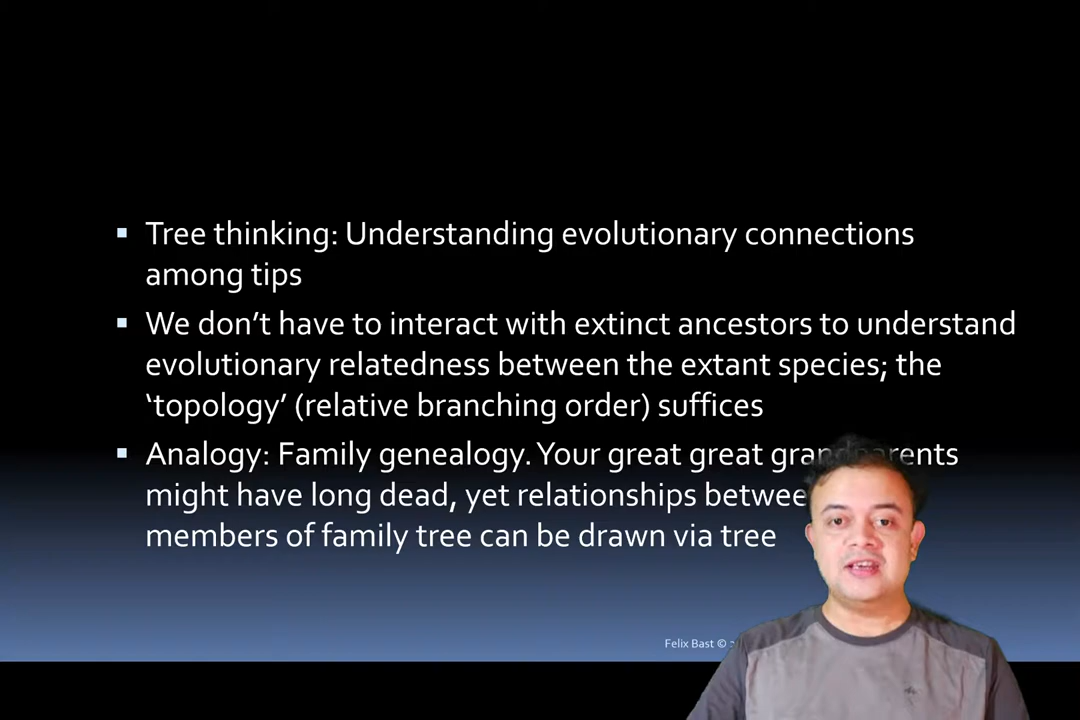 Tree thinking: Understanding evolutionary connections
among tips
We don't have to interact with extinct ancestors to understand
evolutionary relatedness between the extant species; the
‘topology’ (relative branching order) suffices
Analogy: Family genealogy. Your great great grandparents
might have long dead, yet relationships
members of family tree can be drawn via tree
Felix Bast ©